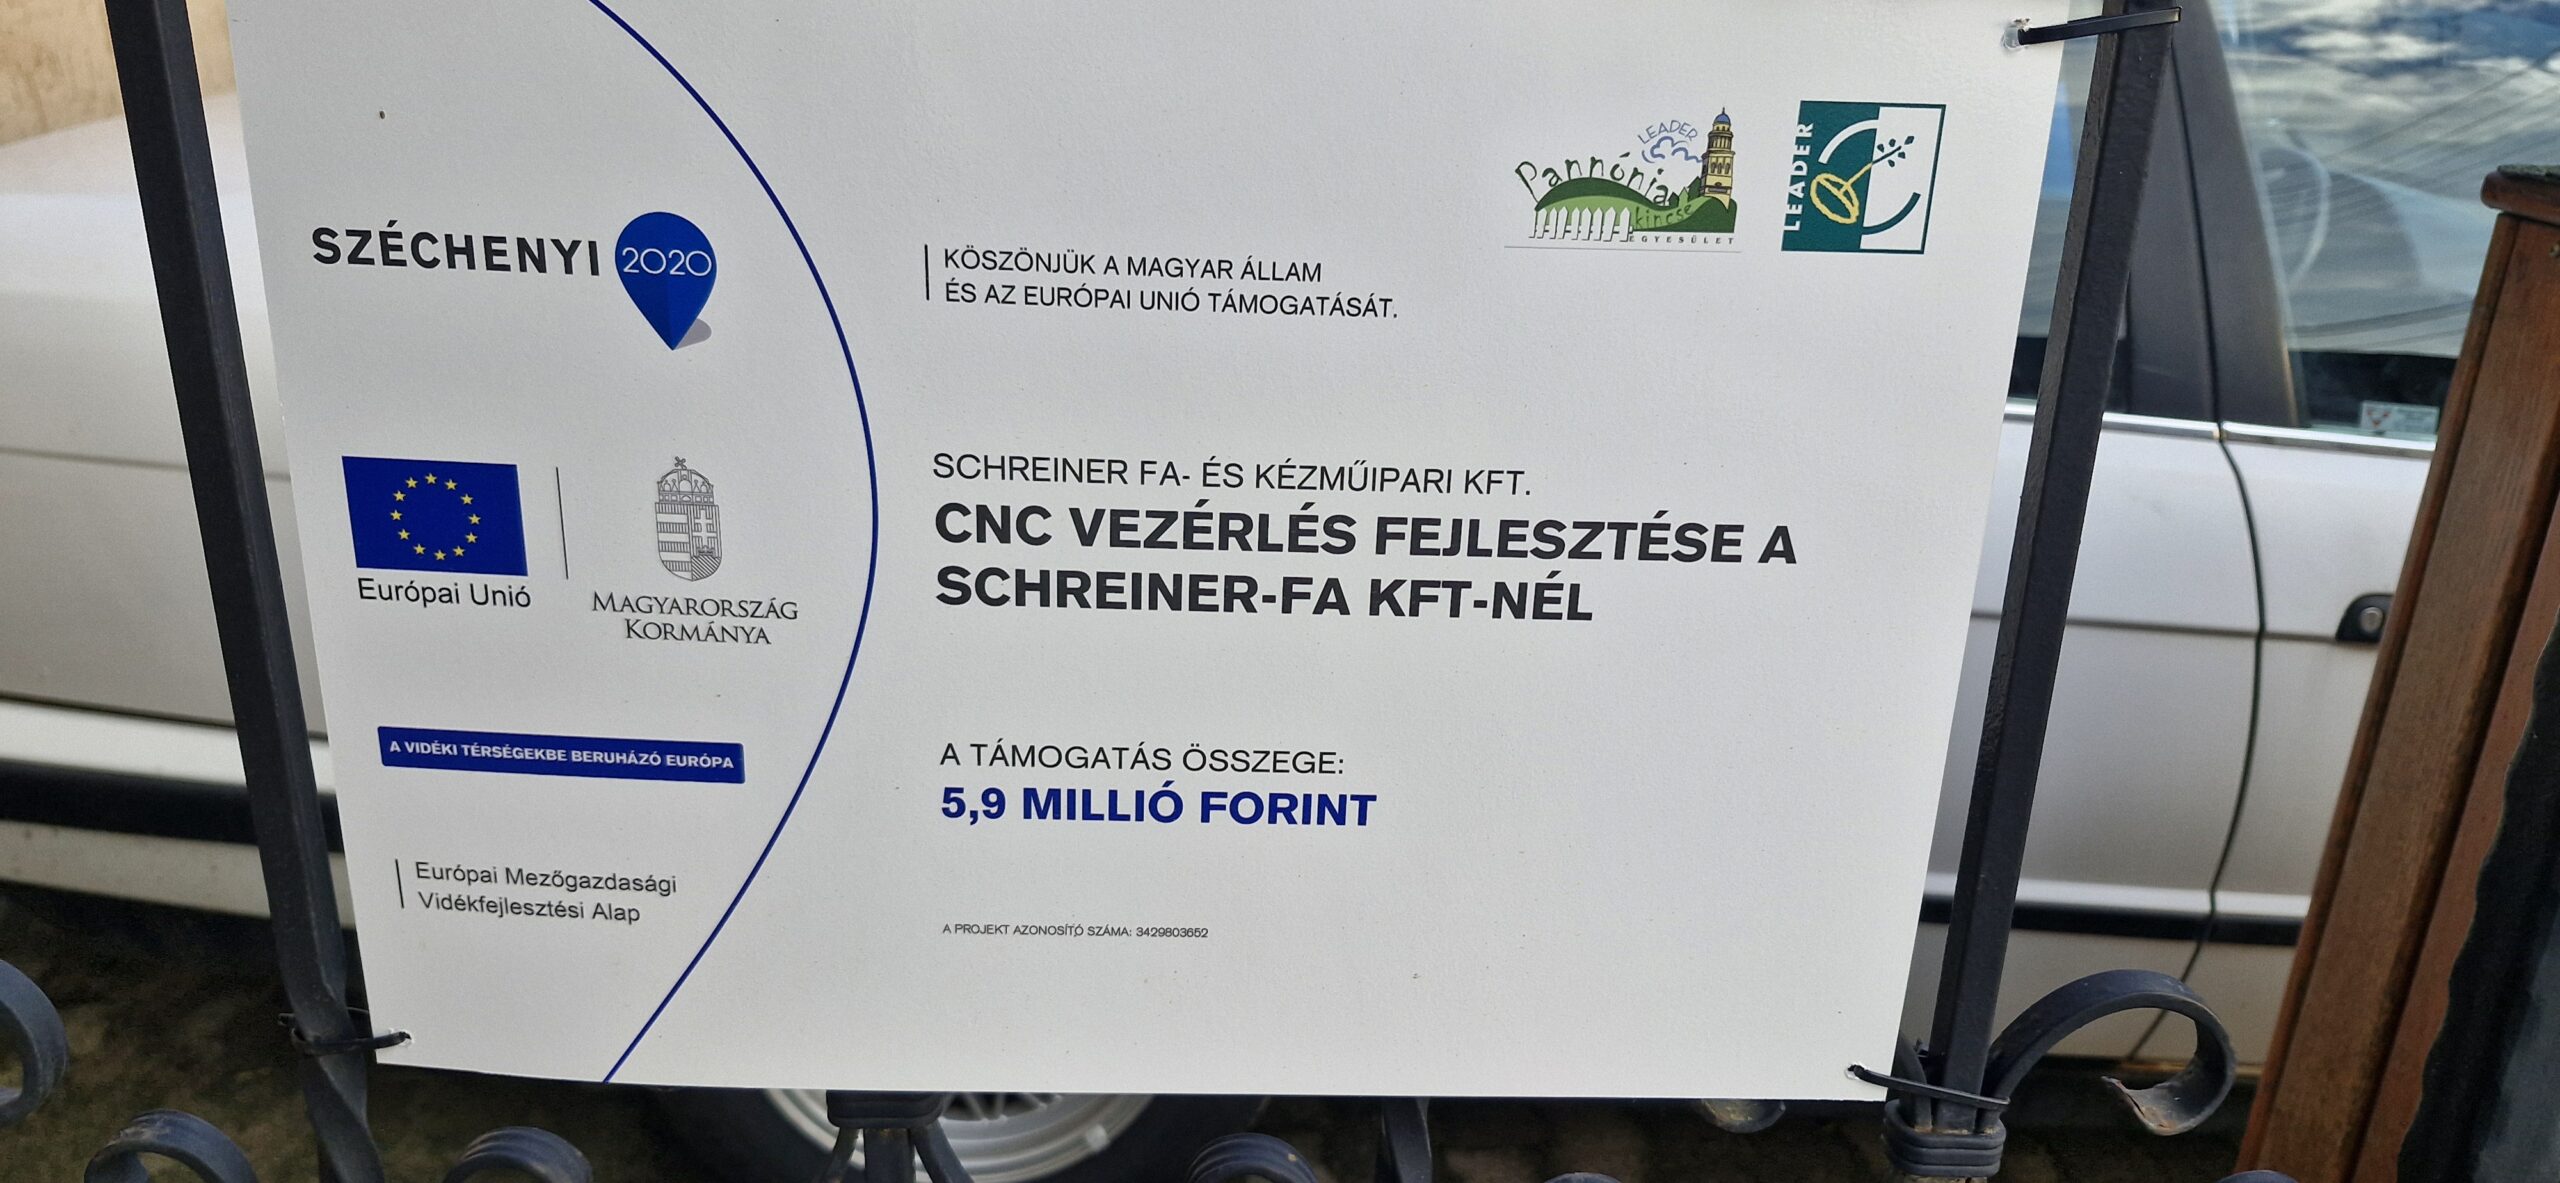 SZÉCHENYI 2020
Európai Unió
MAGYARORSZÁG
KORMÁNYA
A VIDÉKI TÉRSÉGEKBE BERUHÁZÓ EURÓPA
Európai Mezőgazdasági
Vidékfejlesztési Alap
LEADER
Pannónia
kincse
EGYESÜLET
LEADER
KÖSZÖNJÜK A MAGYAR ÁLLAM
ÉS AZ EURÓPAI UNIÓ TÁMOGATÁSÁT.
SCHREINER FA- ÉS KÉZMŰIPARI KFT.
CNC VEZÉRLÉS FEJLESZTÉSE A
SCHREINER-FA KFT-NÉL
A TÁMOGATÁS ÖSSZEGE:
5,9 MILLIÓ FORINT
A PROJEKT AZONOSÍTÓ SZÁMA: 3429803652